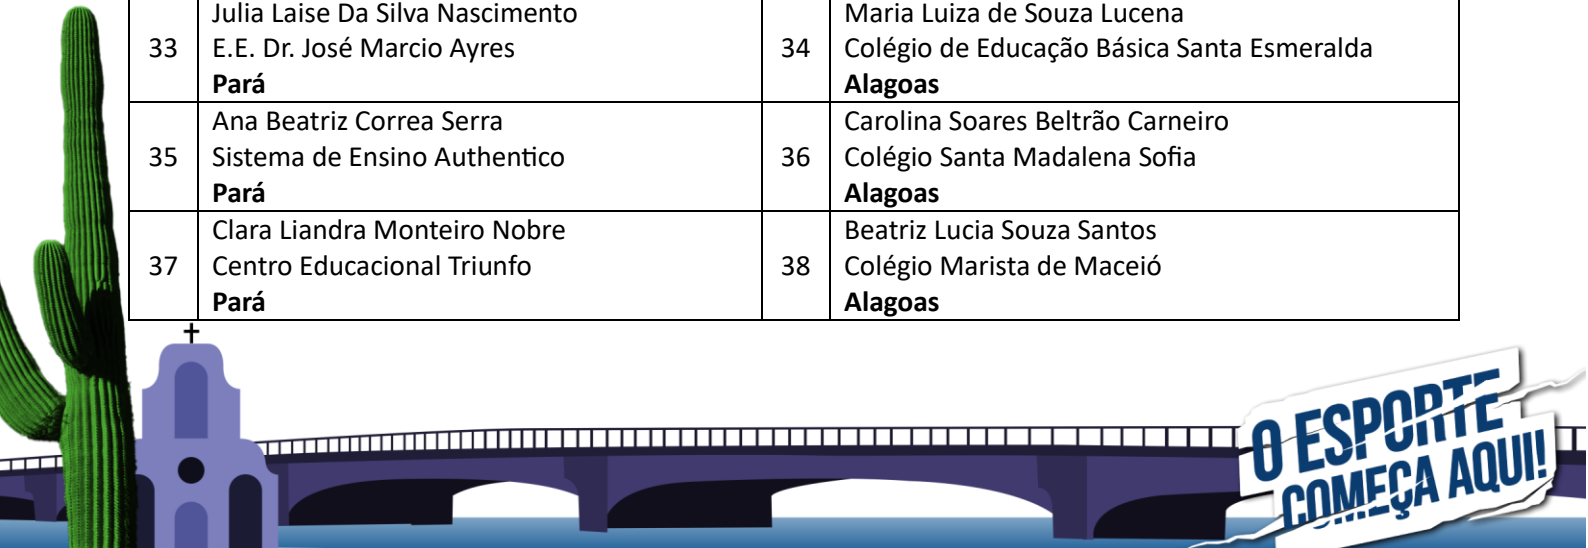 33
Julia Laise Da Silva Nascimento
E.E. Dr. José Marcio Ayres
Pará
34
Maria Luiza de Souza Lucena
Colégio de Educação Básica Santa Esmeralda
Alagoas
35
Ana Beatriz Correa Serra
Sistema de Ensino Authentico
Pará
36
Carolina Soares Beltrão Carneiro
Colégio Santa Madalena Sofia
Alagoas
37
Clara Liandra Monteiro Nobre
Centro Educacional Triunfo
Pará
38
Beatriz Lucia Souza Santos
Colégio Marista de Maceió
Alagoas
O ESPORTE
COMEÇA AQUI!